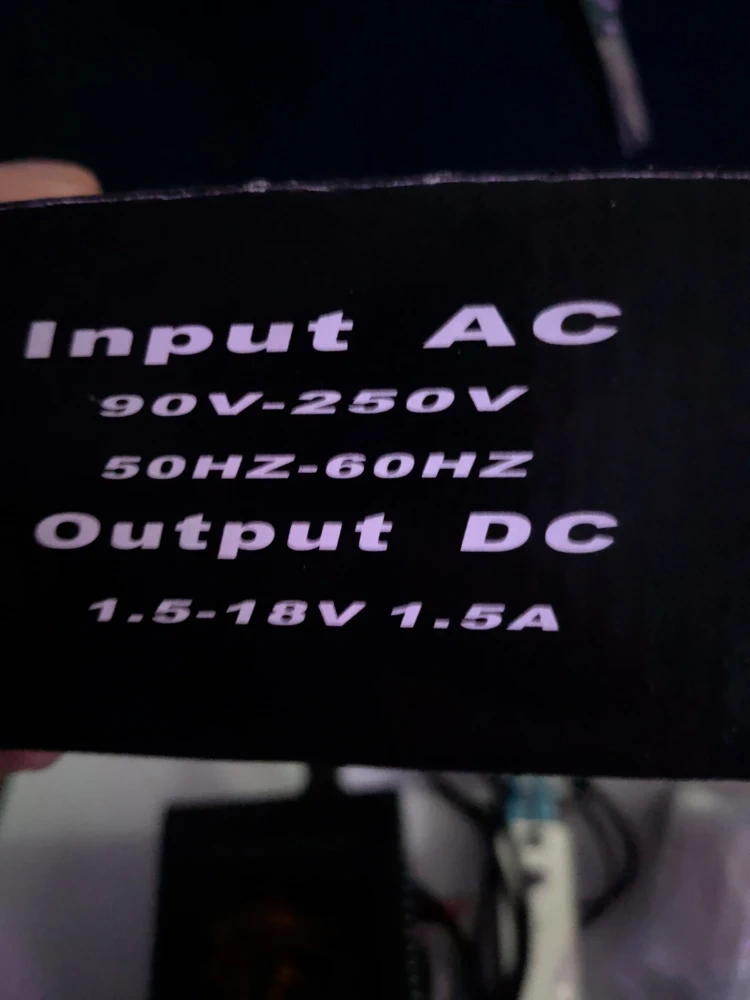 Input AC
90V-250V
50HZ-60HZ
Output DC
1.5-18V 1.5A